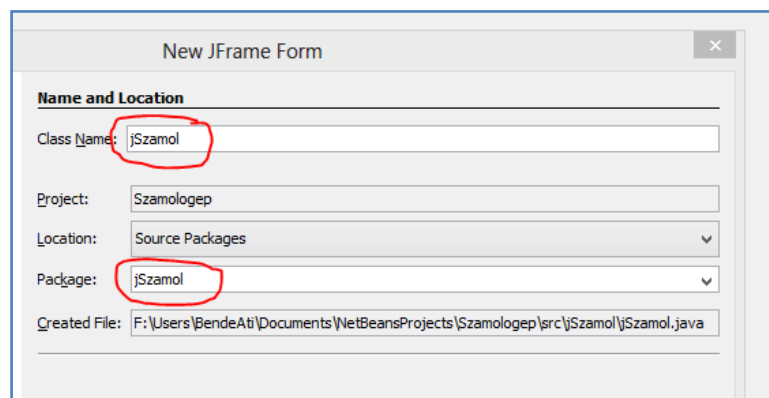 New JFrame Form
Name and Location
Class Name: jSzamol
Project: Szamologep
Location: Source Packages
Package: jSzamol
Created File: F:\Users\BendeAti\Documents\NetBeansProjects\Szamologep\src\jSzamol\jSzamol.java